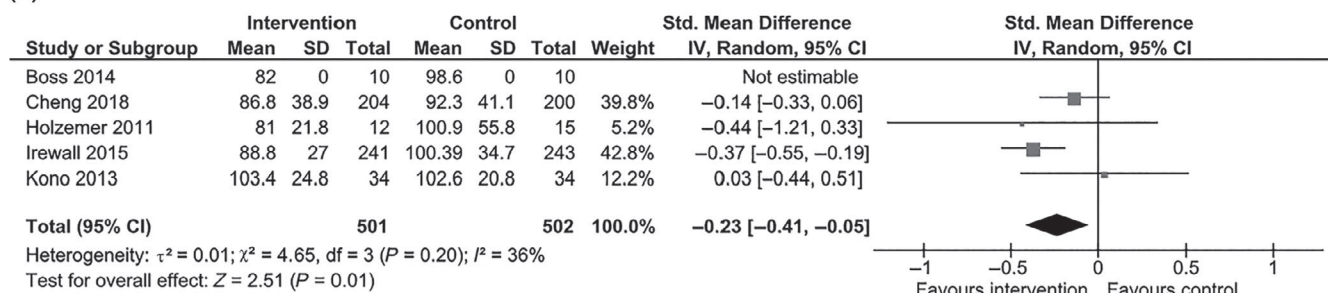 Intervention Control Std. Mean Difference Std. Mean Difference
Study or Subgroup Mean SD Total Mean SD Total Weight IV, Random, 95% CI IV, Random, 95% CI
Boss 2014 82 0 10 98.6 0 10 Not estimable
Cheng 2018 86.8 38.9 204 92.3 41.1 200 39.8% −0.14 [−0.33, 0.06]
Holzemer 2011 81 21.8 12 100.9 55.8 15 5.2% −0.44 [−1.21, 0.33]
Irewall 2015 88.8 27 241 100.39 34.7 243 42.8% −0.37 [−0.55, −0.19]
Kono 2013 103.4 24.8 34 102.6 20.8 34 12.2% 0.03 [−0.44, 0.51]
Total (95% CI) 501 502 100.0% −0.23 [−0.41, −0.05]
Heterogeneity: τ² = 0.01; χ² = 4.65, df = 3 (P = 0.20); I² = 36%
Test for overall effect: Z = 2.51 (P = 0.01)
−1 −0.5 0 0.5 1
Favours intervention Favours control